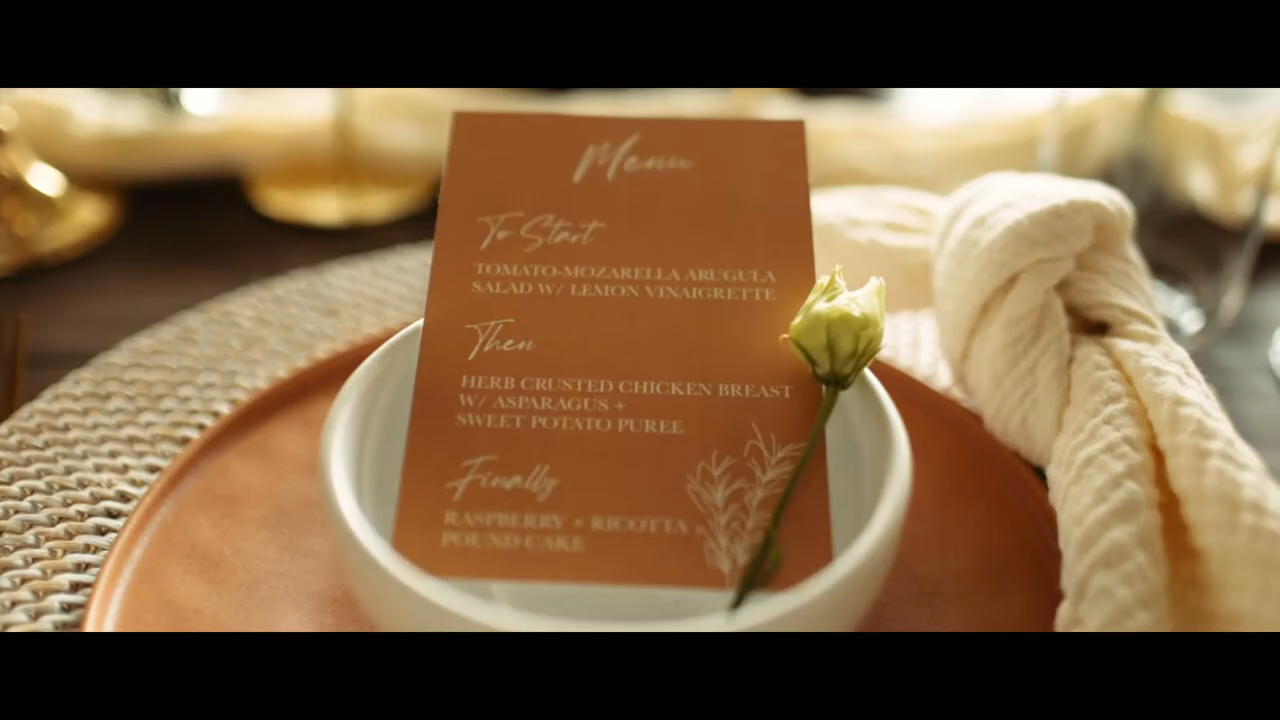 Menu
To Start
TOMATO-MOZARELLA ARUGULA
SALAD W/ LEMON VINAIGRETTE
Then
HERB CRUSTED CHICKEN BREAST
W/ ASPARAGUS +
SWEET POTATO PUREE
Finally
RASPBERRY + RICOTTA
POUND CAKE